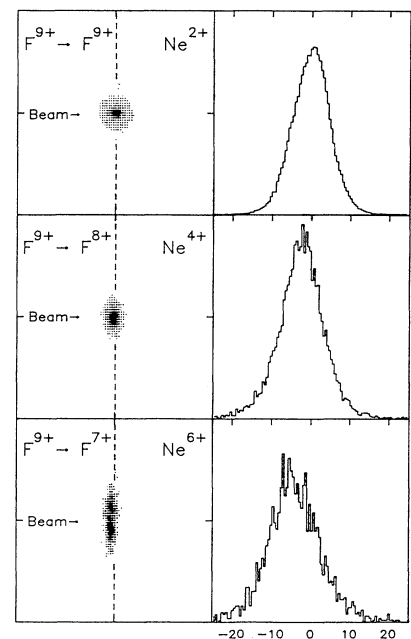 F⁹⁺ → F⁹⁺ Ne²⁺
Beam→
F⁹⁺ → F⁸⁺ Ne⁴⁺
Beam→
F⁹⁺ → F⁷⁺ Ne⁶⁺
Beam→
-20 -10 0 10 20